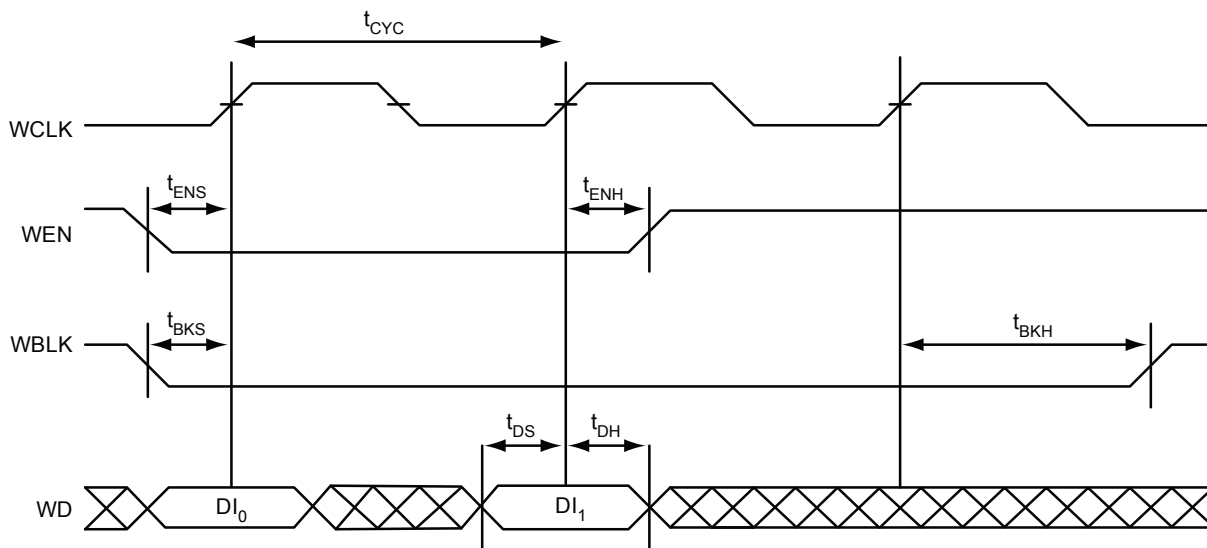 tCYC
WCLK
tENS
tENH
WEN
tBKS
WBLK
tBKH
tDS
tDH
WD
DI0
DI1